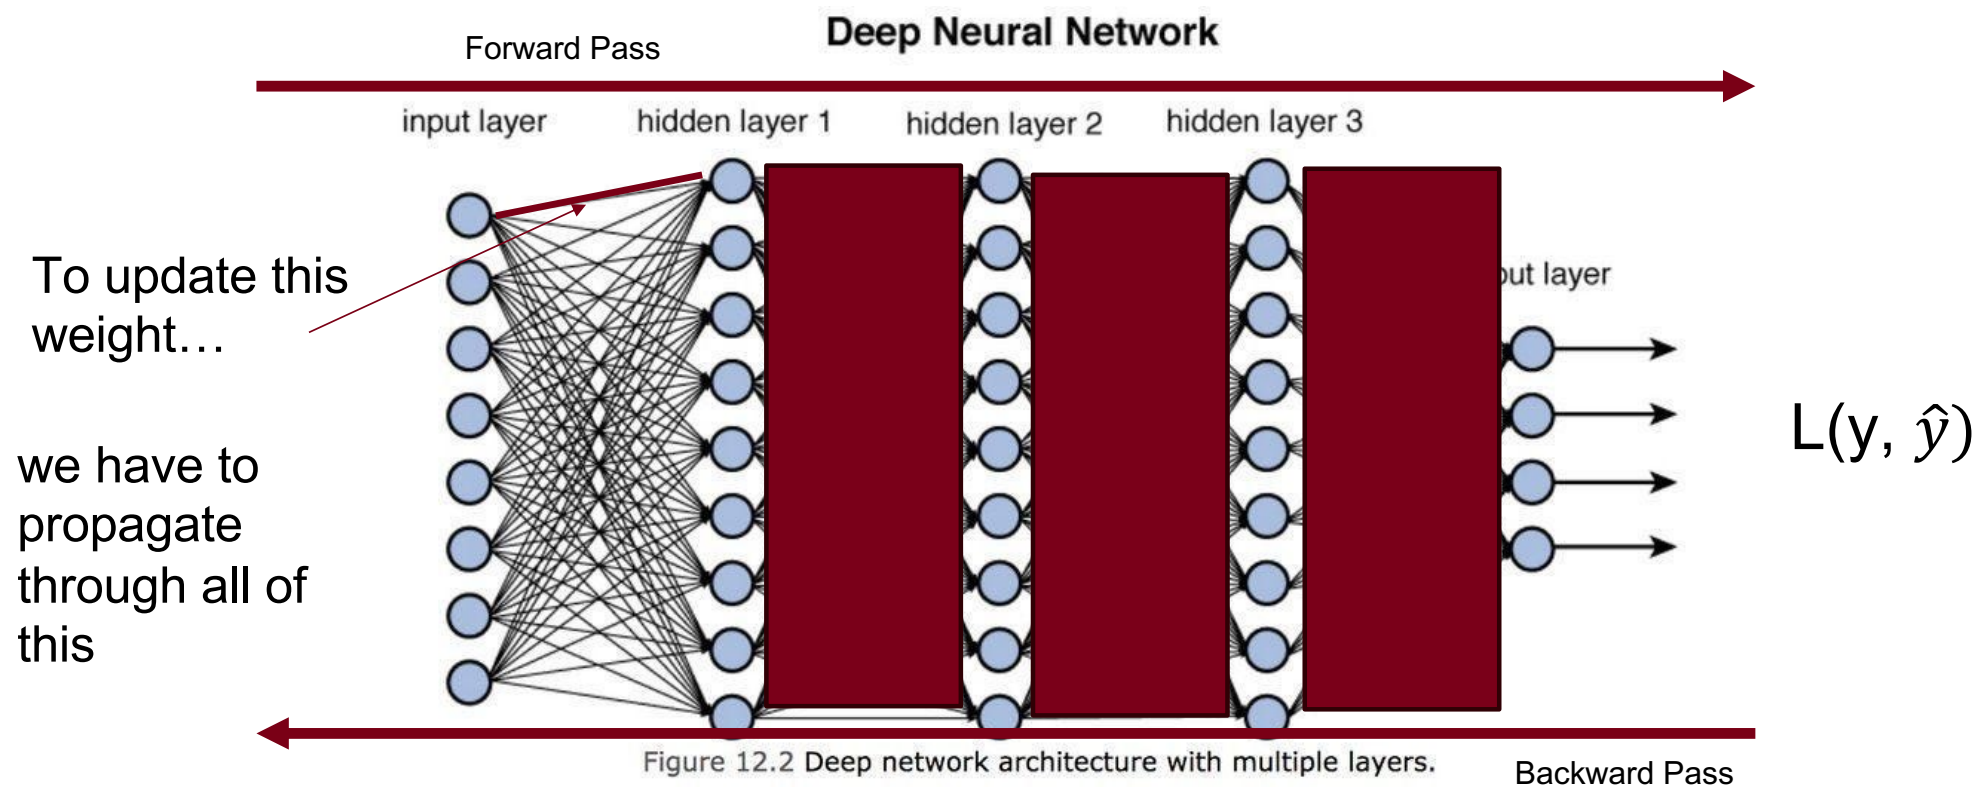 Deep Neural Network
Forward Pass
input layer
hidden layer 1
hidden layer 2
hidden layer 3
To update this
weight…
put layer
we have to
propagate
through all of
this
L(y, ŷ)
Figure 12.2 Deep network architecture with multiple layers.
Backward Pass